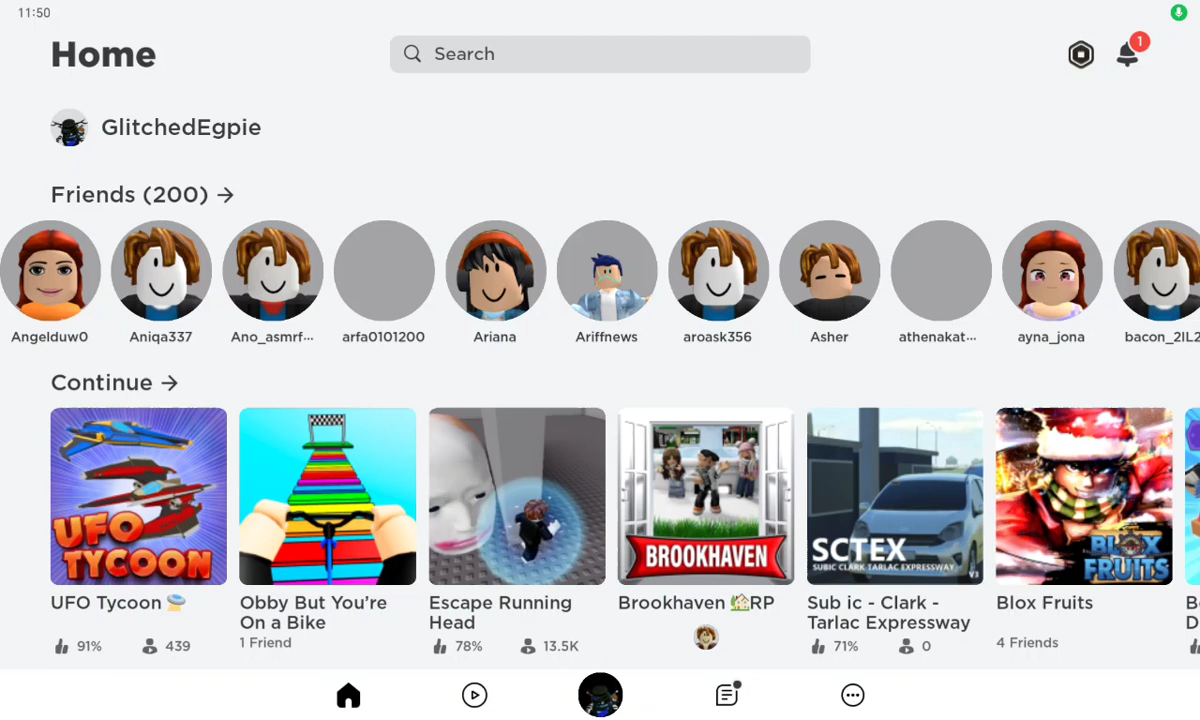 11:50
Home
Search
1
GlitchedEgpie
Friends (200) →
Angelduw0
Aniqa337
Ano_asmrf...
arfa0101200
Ariana
Ariffnews
aroask356
Asher
athenakat...
ayna_jona
bacon_2IL2
Continue →
UFO
TYCOON
BROOKHAVEN
SCTEX
SUBIC CLARK TARLAC EXPRESSWAY
V3
BLOX
FRUITS
UFO Tycoon
Obby But You're
On a Bike
Escape Running
Head
Brookhaven 🏡RP
Sub ic - Clark -
Tarlac Expressway
Blox Fruits
91%
439
1 Friend
78%
13.5K
71%
0
4 Friends